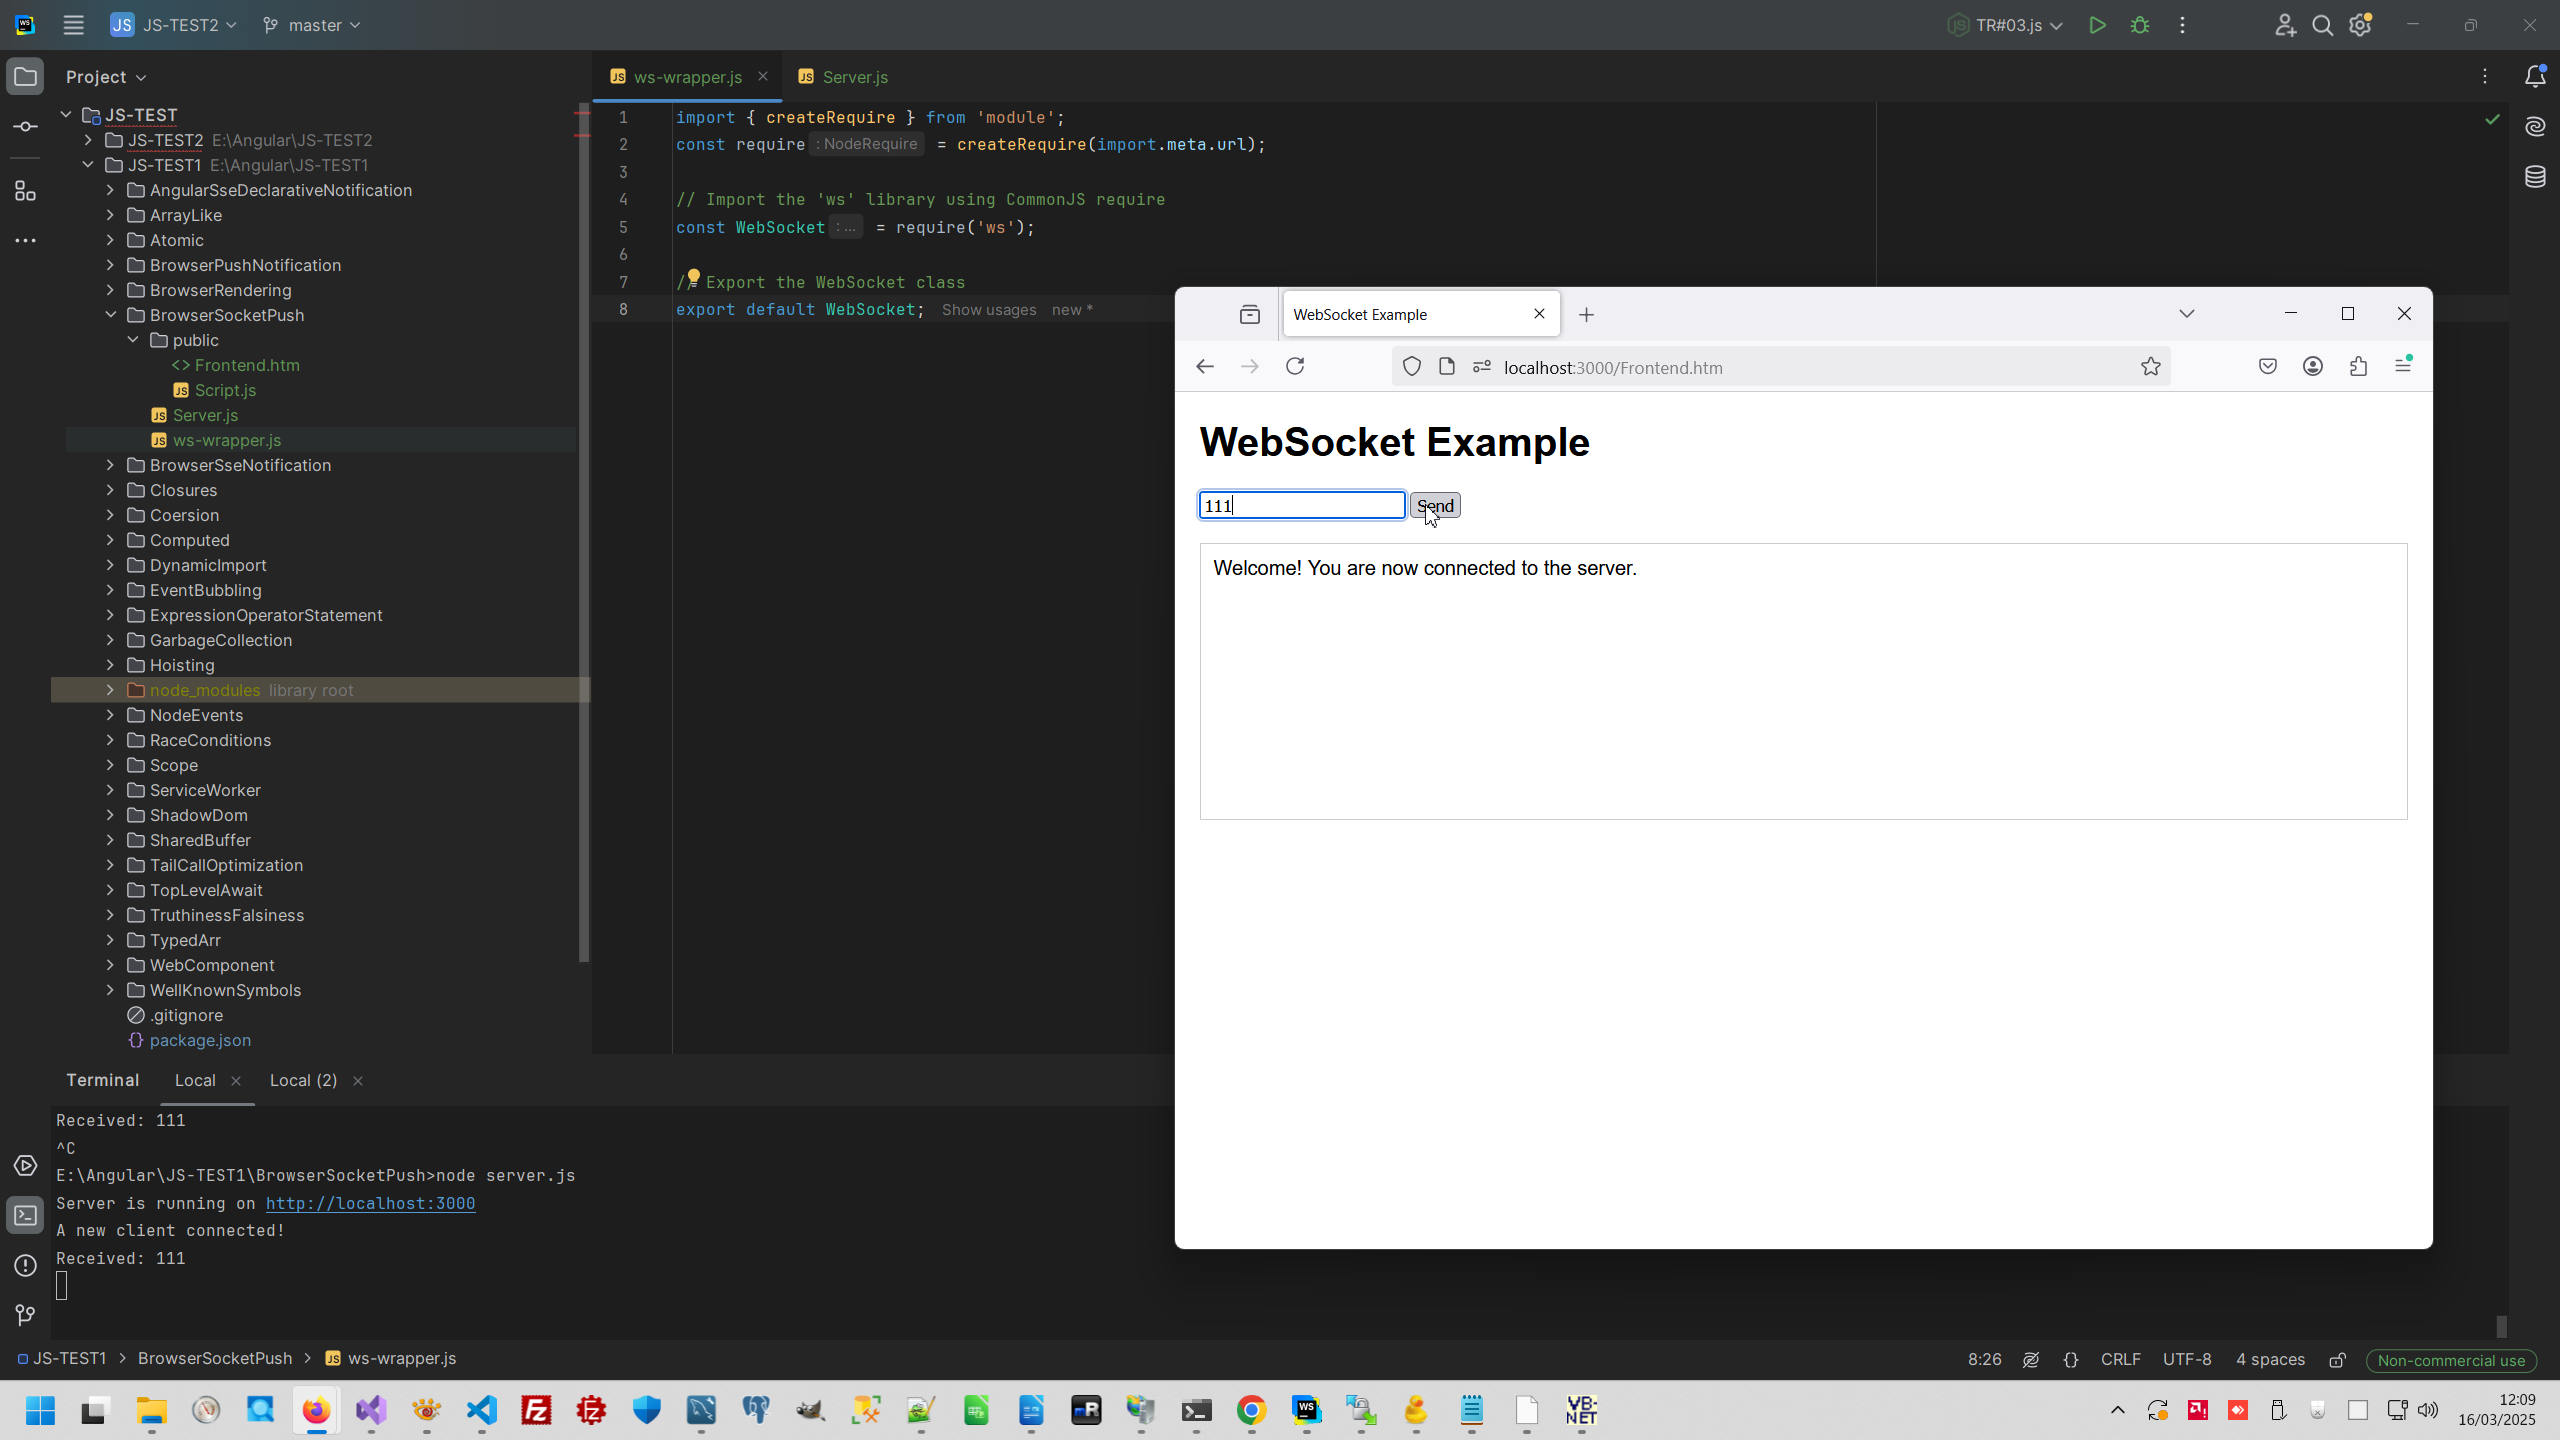 JS JS-TEST2 master TR#03.js
Project
ws-wrapper.js Server.js
JS-TEST
JS-TEST2 E:\Angular\JS-TEST2
JS-TEST1 E:\Angular\JS-TEST1
AngularSseDeclarativeNotification
ArrayLike
Atomic
BrowserPushNotification
BrowserRendering
BrowserSocketPush
public
<> Frontend.htm
JS Script.js
JS Server.js
JS ws-wrapper.js
BrowserSseNotification
Closures
Coersion
Computed
DynamicImport
EventBubbling
ExpressionOperatorStatement
GarbageCollection
Hoisting
node_modules library root
NodeEvents
RaceConditions
Scope
ServiceWorker
ShadowDom
SharedBuffer
TailCallOptimization
TopLevelAwait
TruthinessFalsiness
TypedArr
WebComponent
WellKnownSymbols
.gitignore
{} package.json
1 import { createRequire } from 'module';
2 const require : NodeRequire = createRequire(import.meta.url);
3
4 // Import the 'ws' library using CommonJS require
5 const WebSocket : ... = require('ws');
6
7 // Export the WebSocket class
8 export default WebSocket; Show usages new *
WebSocket Example
localhost:3000/Frontend.htm
WebSocket Example
111 Send
Welcome! You are now connected to the server.
Terminal Local Local (2)
Received: 111
^C
E:\Angular\JS-TEST1\BrowserSocketPush>node server.js
Server is running on http://localhost:3000
A new client connected!
Received: 111
JS-TEST1 > BrowserSocketPush > JS ws-wrapper.js
8:26 {} CRLF UTF-8 4 spaces Non-commercial use
12:09
16/03/2025